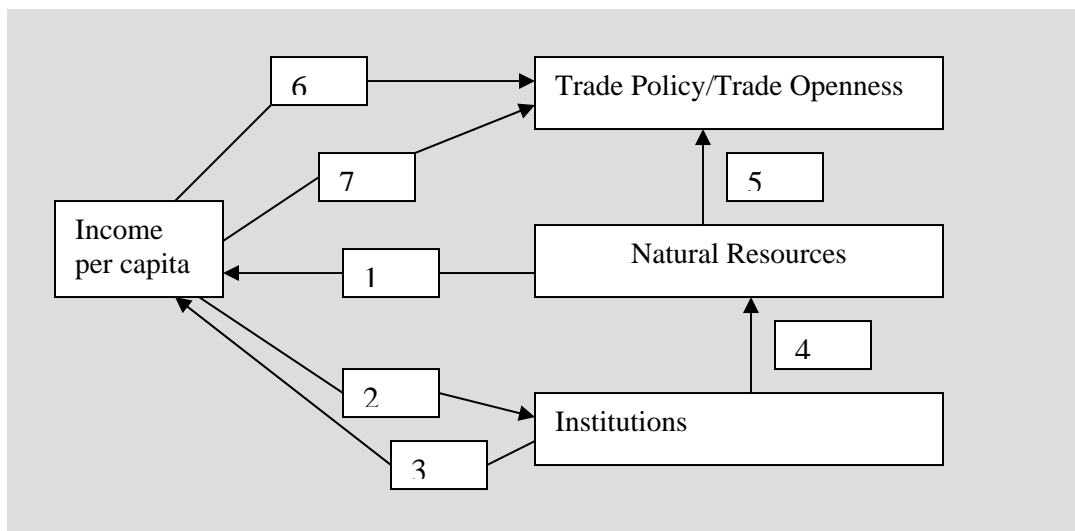 6
Trade Policy/Trade Openness
7
5
Income
per capita
Natural Resources
1
4
2
Institutions
3